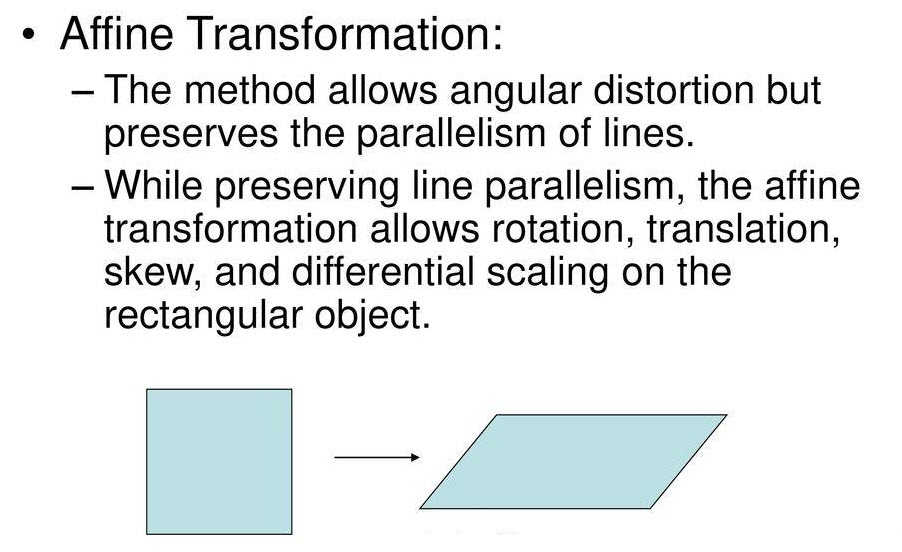 • Affine Transformation:
– The method allows angular distortion but
preserves the parallelism of lines.
– While preserving line parallelism, the affine
transformation allows rotation, translation,
skew, and differential scaling on the
rectangular object.